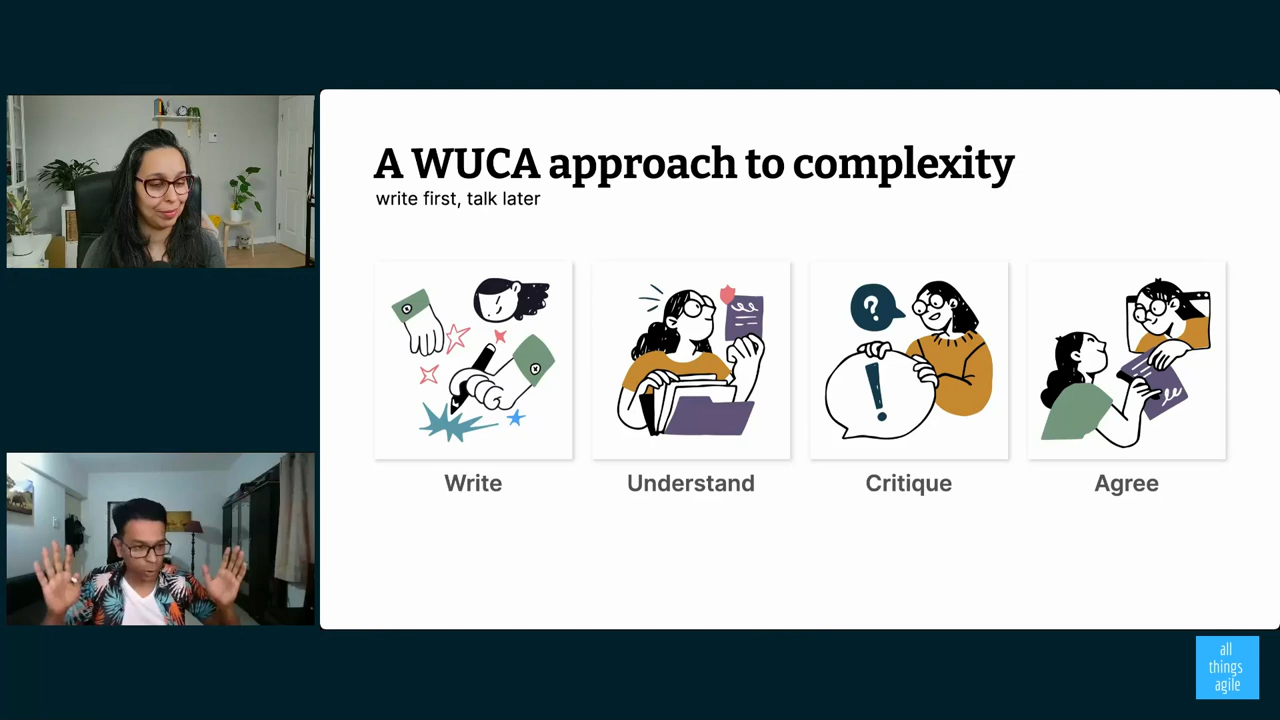 A WUCA approach to complexity
write first, talk later
?
!
Write
Understand
Critique
Agree
all
things
agile